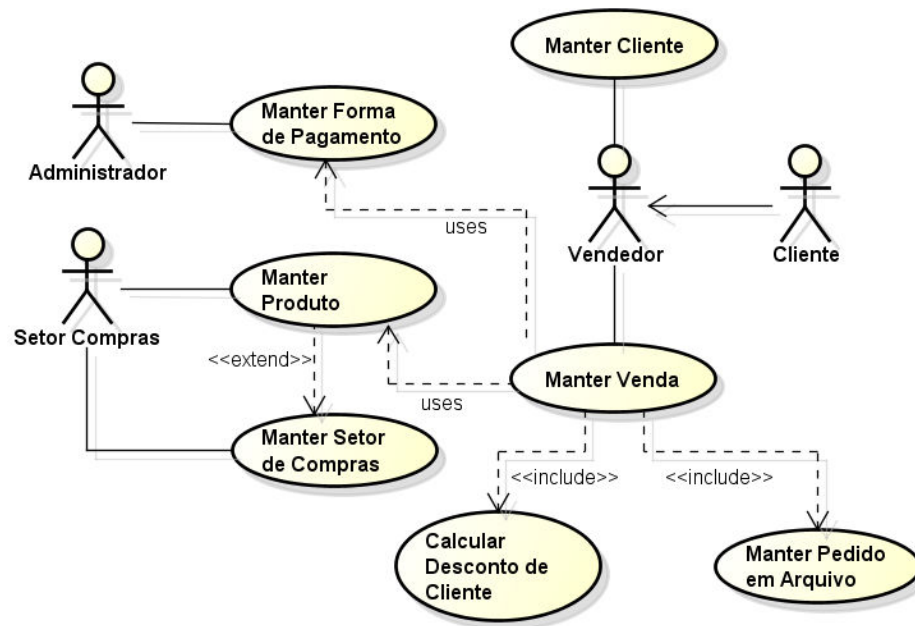 Manter Cliente
Manter Forma
de Pagamento
Administrador
uses
Vendedor
Cliente
Manter
Produto
Setor Compras
<<extend>>
Manter Venda
uses
Manter Setor
de Compras
<<include>>
<<include>>
Calcular
Desconto de
Cliente
Manter Pedido
em Arquivo